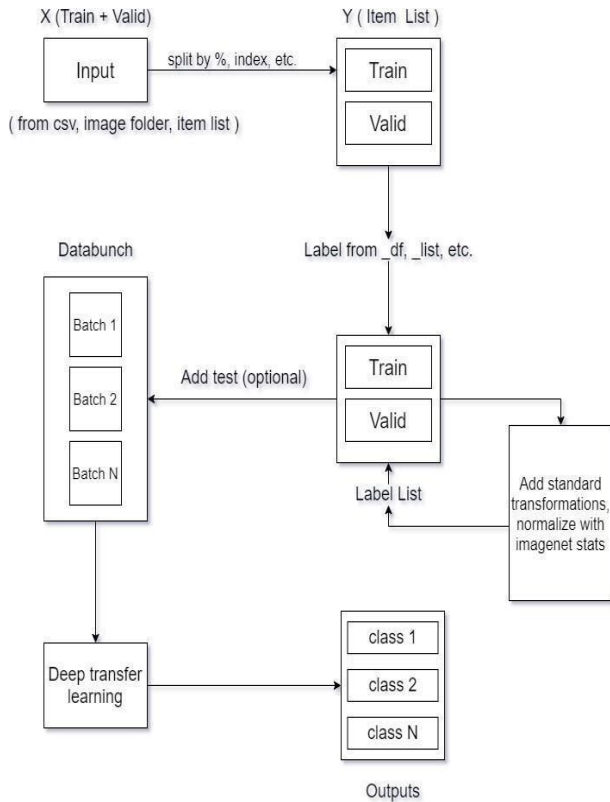 X (Train + Valid)
Y ( Item List )
Input
split by %, index, etc.
Train
Valid
( from csv, image folder, item list )
Label from _df, _list, etc.
Databunch
Batch 1
Batch 2
Batch N
Add test (optional)
Train
Valid
Label List
Add standard
transformations,
normalize with
imagenet stats
Deep transfer
learning
class 1
class 2
class N
Outputs